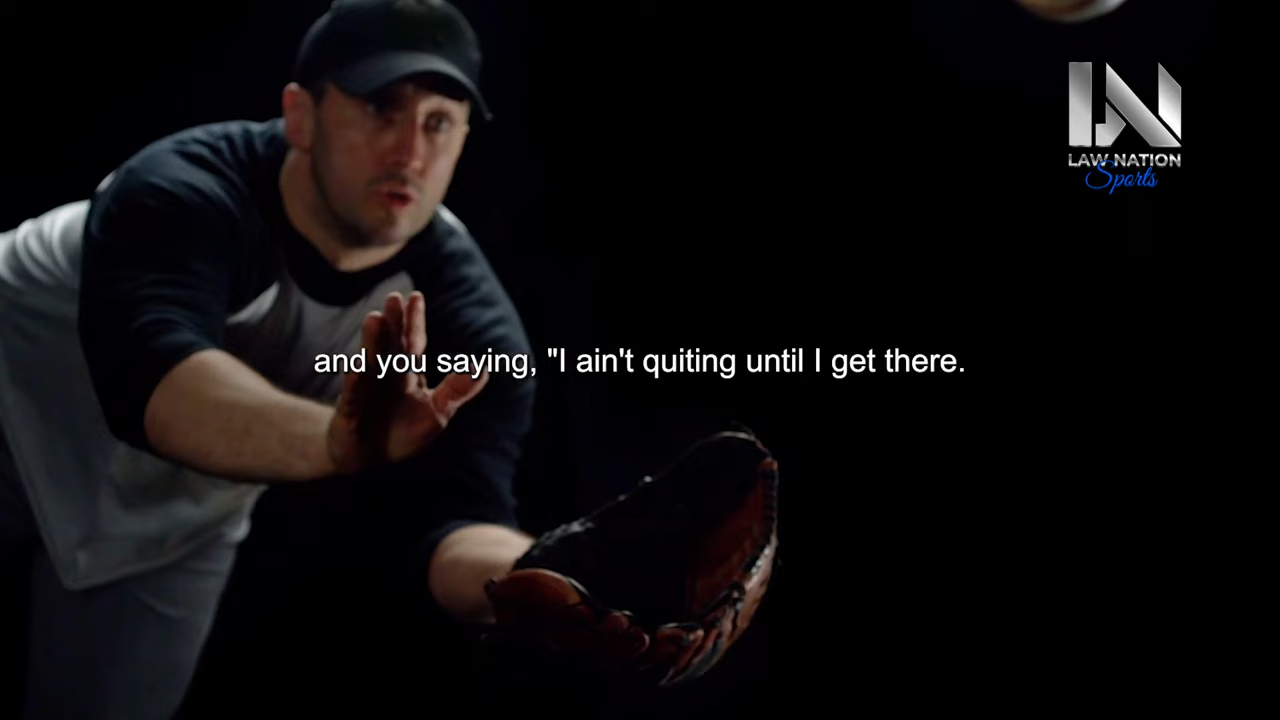 LAW NATION
Sports
and you saying, "I ain't quiting until I get there.